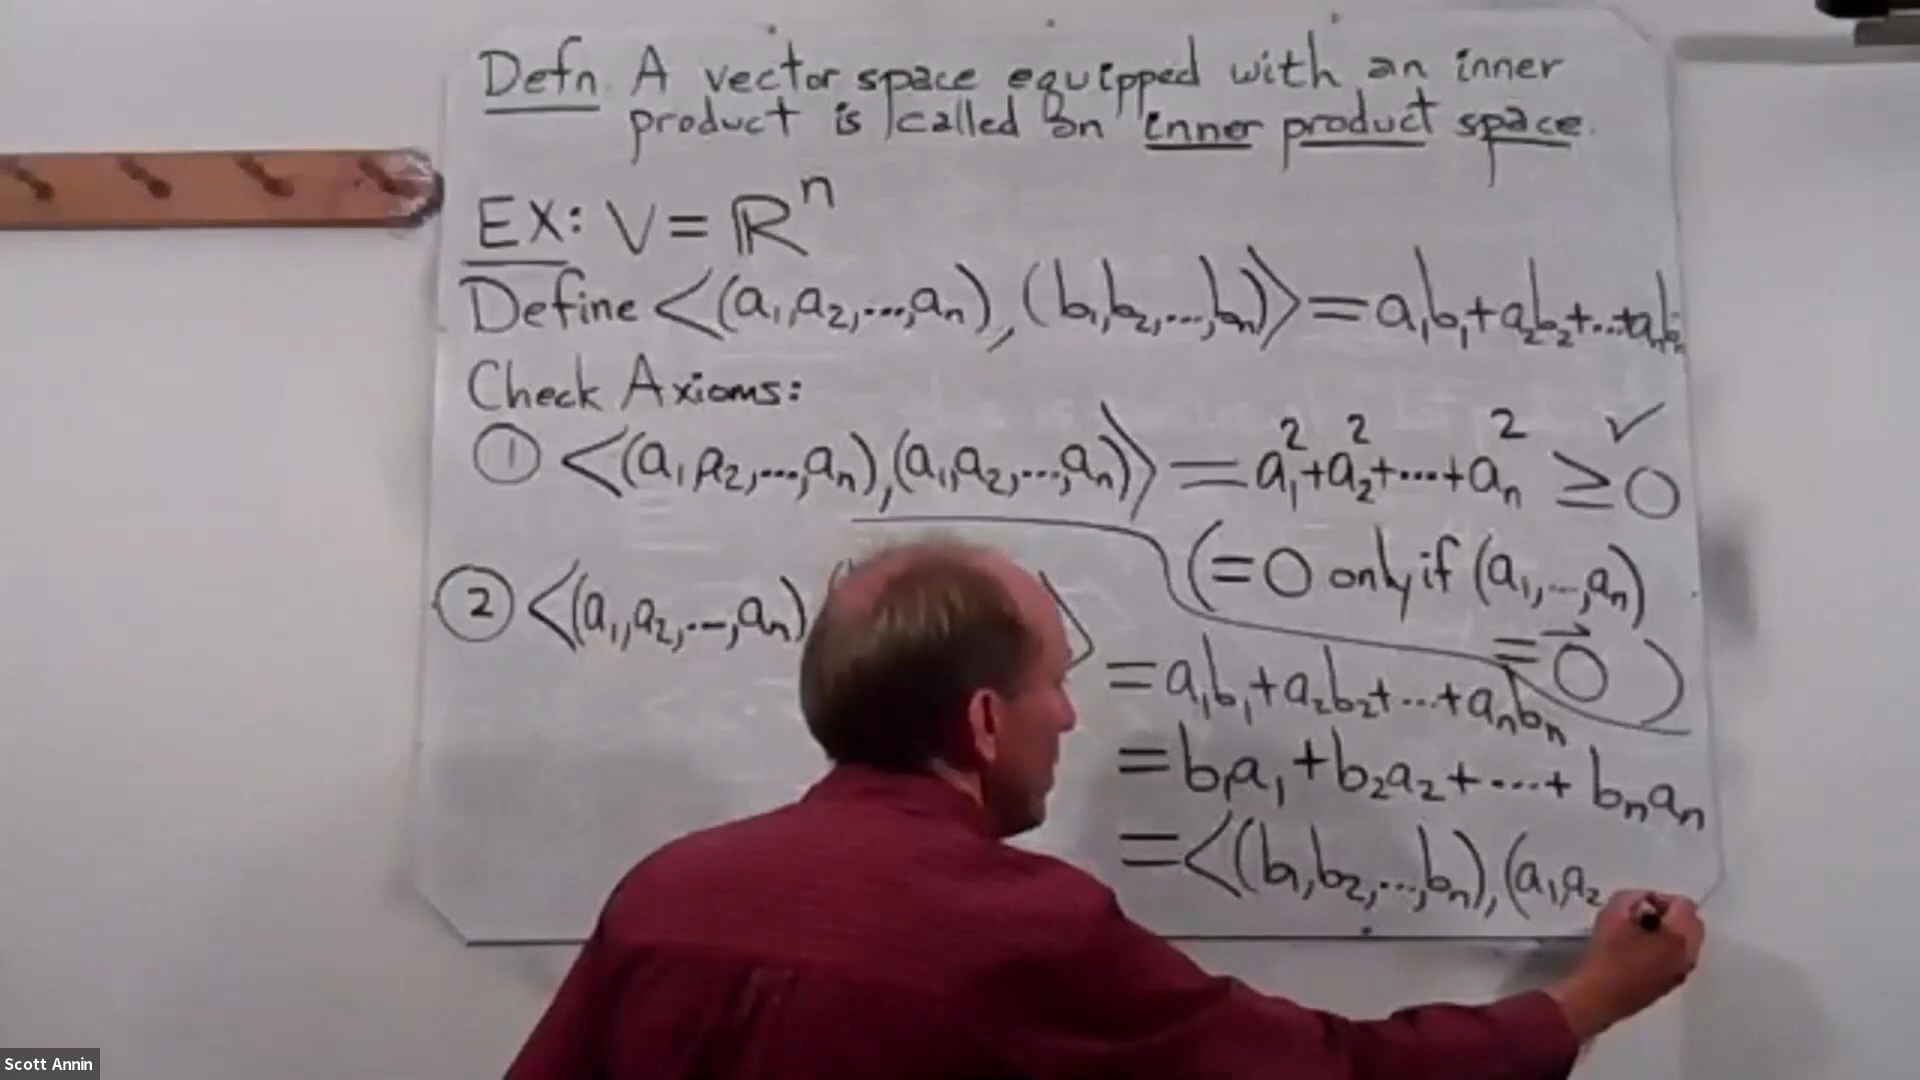 Defn. A vector space equipped with an inner
product is called an inner product space.
EX: V = ℝⁿ
Define <(a₁,a₂,...,aₙ), (b₁,b₂,...,bₙ)> = a₁b₁+a₂b₂+...+aₙbₙ
Check Axioms:
① <(a₁,a₂,...,aₙ),(a₁,a₂,...,aₙ)> = a₁²+a₂²+....+aₙ² ≥ 0 ✓
(=0 only if (a₁,...,aₙ)
=0⃗ )
② <(a₁,a₂,...,aₙ) > = a₁b₁+a₂b₂+...+aₙbₙ
= b₁a₁+b₂a₂+...+bₙaₙ
= <(b₁,b₂,...,bₙ),(a₁,a₂
Scott Annin